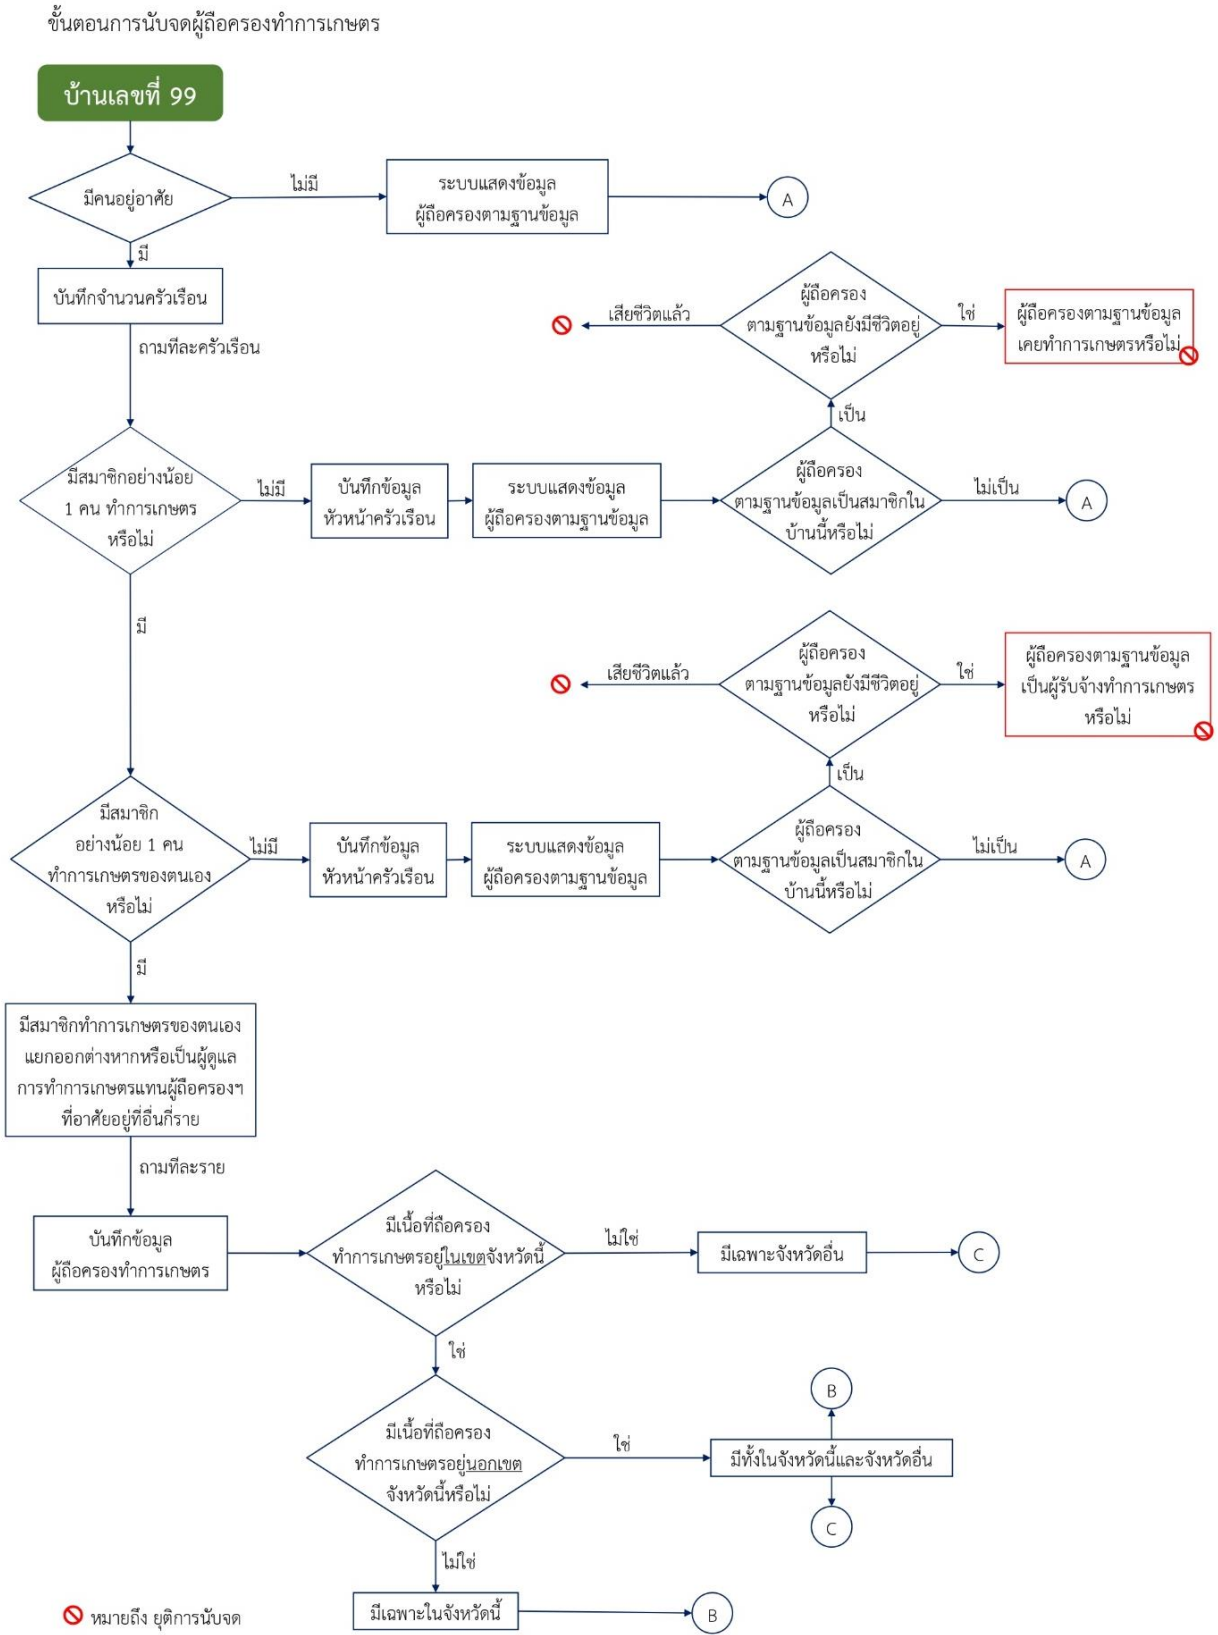 ขั้นตอนการนับจดผู้ถือครองทำการเกษตร
บ้านเลขที่ 99
มีคนอยู่อาศัย
ไม่มี
ระบบแสดงข้อมูล
ผู้ถือครองตามฐานข้อมูล
A
มี
บันทึกจำนวนครัวเรือน
ถามทีละครัวเรือน
เสียชีวิตแล้ว
ผู้ถือครอง
ตามฐานข้อมูลยังมีชีวิตอยู่
หรือไม่
ใช่
ผู้ถือครองตามฐานข้อมูล
เคยทำการเกษตรหรือไม่
เป็น
มีสมาชิกอย่างน้อย
1 คน ทำการเกษตร
หรือไม่
ไม่มี
บันทึกข้อมูล
หัวหน้าครัวเรือน
ระบบแสดงข้อมูล
ผู้ถือครองตามฐานข้อมูล
ผู้ถือครอง
ตามฐานข้อมูลเป็นสมาชิกใน
บ้านนี้หรือไม่
ไม่เป็น
A
มี
เสียชีวิตแล้ว
ผู้ถือครอง
ตามฐานข้อมูลยังมีชีวิตอยู่
หรือไม่
ใช่
ผู้ถือครองตามฐานข้อมูล
เป็นผู้รับจ้างทำการเกษตร
หรือไม่
เป็น
มีสมาชิก
อย่างน้อย 1 คน
ทำการเกษตรของตนเอง
หรือไม่
ไม่มี
บันทึกข้อมูล
หัวหน้าครัวเรือน
ระบบแสดงข้อมูล
ผู้ถือครองตามฐานข้อมูล
ผู้ถือครอง
ตามฐานข้อมูลเป็นสมาชิกใน
บ้านนี้หรือไม่
ไม่เป็น
A
มี
มีสมาชิกทำการเกษตรของตนเอง
แยกออกต่างหากหรือเป็นผู้ดูแล
การทำการเกษตรแทนผู้ถือครองฯ
ที่อาศัยอยู่ที่อื่นกี่ราย
ถามทีละราย
บันทึกข้อมูล
ผู้ถือครองทำการเกษตร
มีเนื้อที่ถือครอง
ทำการเกษตรอยู่ในเขตจังหวัดนี้
หรือไม่
ไม่ใช่
มีเฉพาะจังหวัดอื่น
C
ใช่
มีเนื้อที่ถือครอง
ทำการเกษตรอยู่นอกเขต
จังหวัดนี้หรือไม่
ใช่
B
มีทั้งในจังหวัดนี้และจังหวัดอื่น
C
ไม่ใช่
มีเฉพาะในจังหวัดนี้
B
หมายถึง ยุติการนับจด